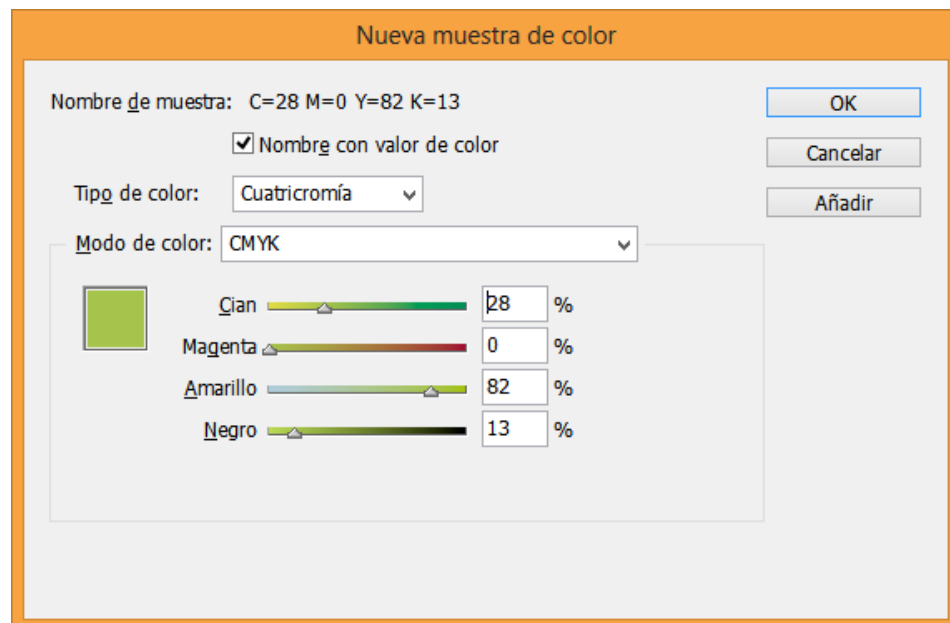 Nueva muestra de color
Nombre de muestra: C=28 M=0 Y=82 K=13
OK
Nombre con valor de color
Cancelar
Tipo de color: Cuatricromía
Añadir
Modo de color: CMYK
Cian 28 %
Magenta 0 %
Amarillo 82 %
Negro 13 %